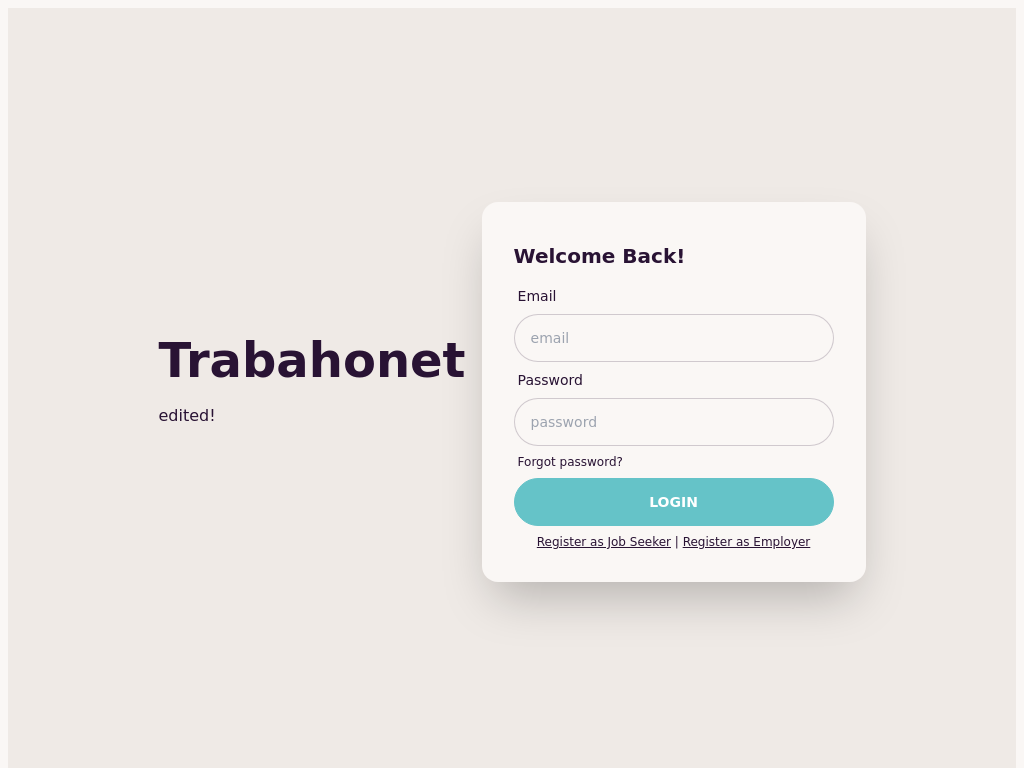 Trabahonet
edited!
Welcome Back!
Email
email
Password
password
Forgot password?
LOGIN
Register as Job Seeker | Register as Employer